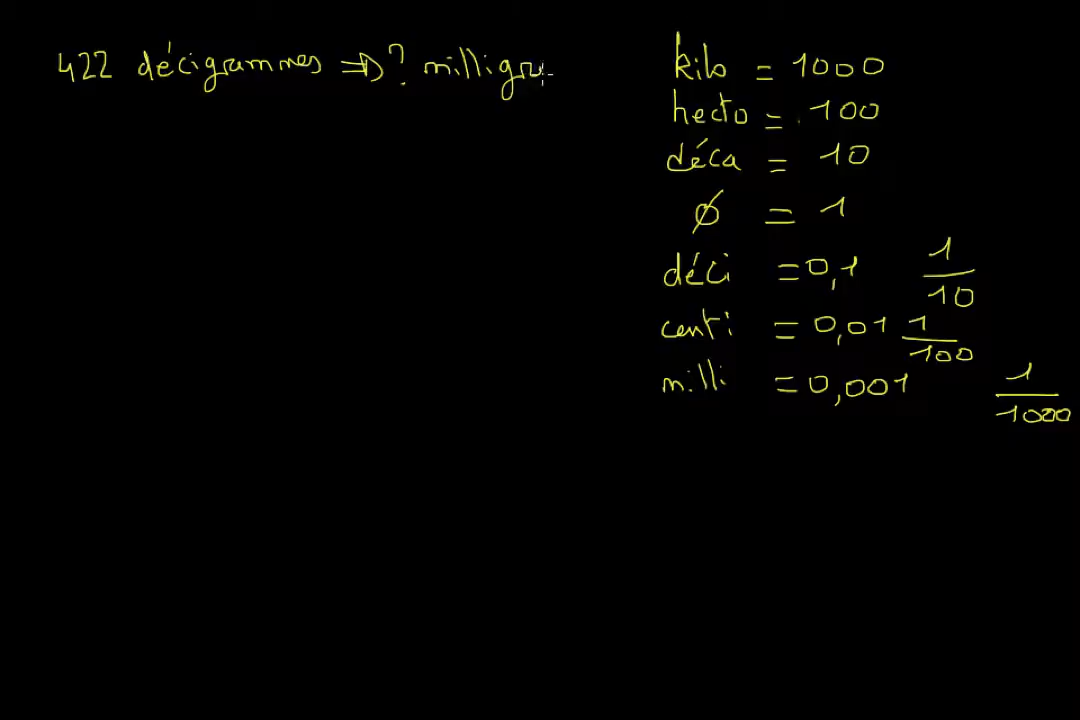 422 décigrammes => ? milligra
kilo = 1000
hecto = 100
déca = 10
ø = 1
déci = 0,1 1/10
centi = 0,01 1/100
milli = 0,001 1/1000